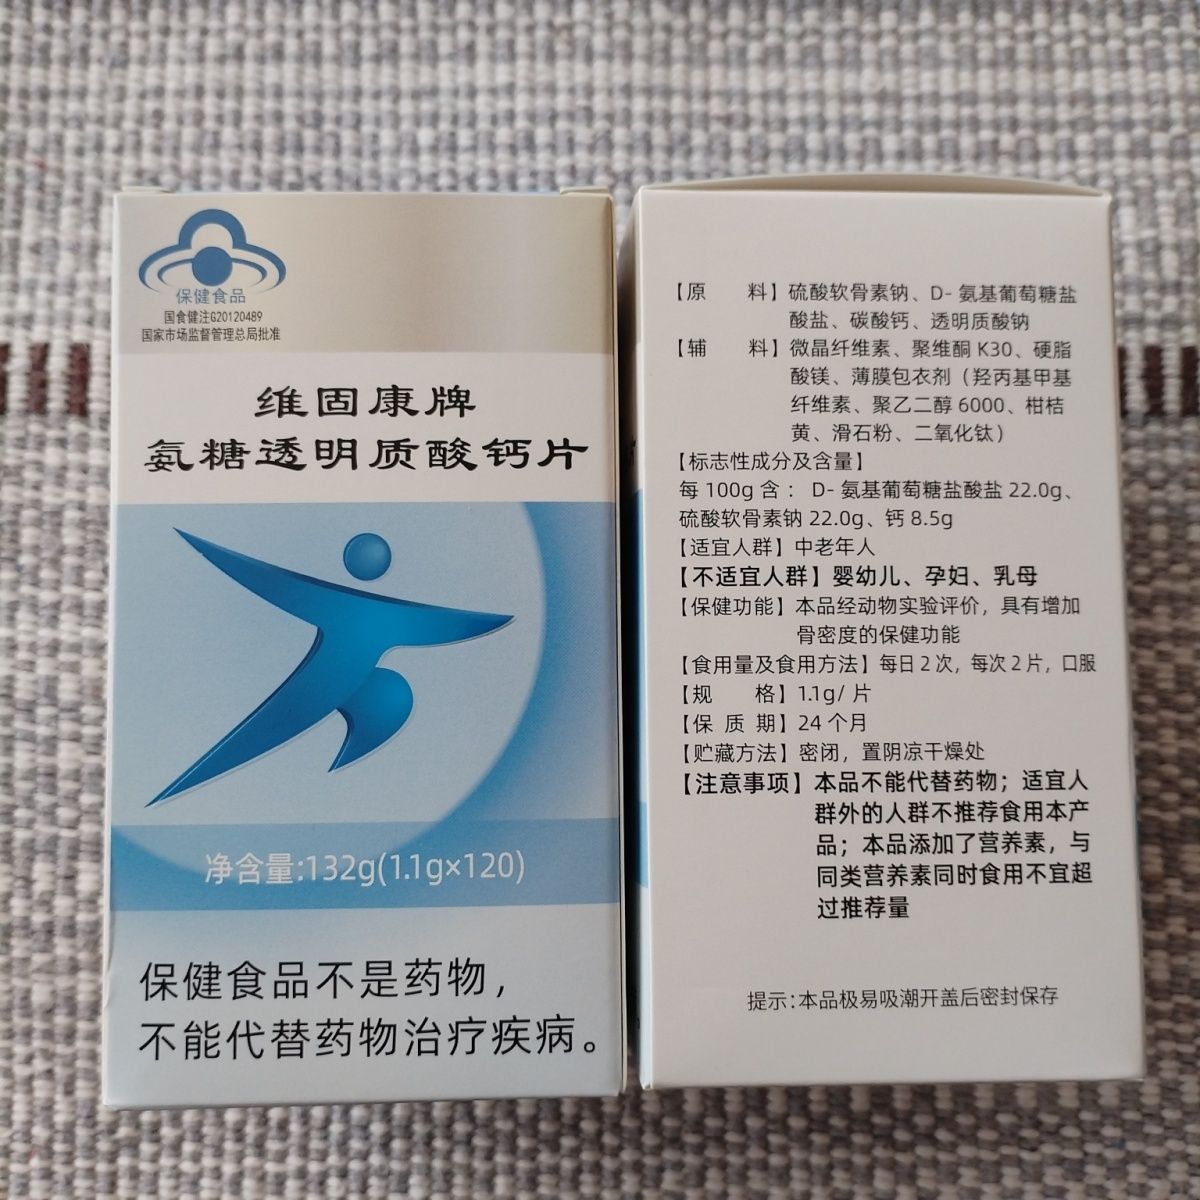 保健食品
国食健注G20120489
国家市场监督管理总局批准
维固康牌
氨糖透明质酸钙片
净含量:132g(1.1g×120)
保健食品不是药物，
不能代替药物治疗疾病。
【原 料】硫酸软骨素钠、D-氨基葡萄糖盐
酸盐、碳酸钙、透明质酸钠
【辅 料】微晶纤维素、聚维酮K30、硬脂
酸镁、薄膜包衣剂（羟丙基甲基
纤维素、聚乙二醇6000、柑桔
黄、滑石粉、二氧化钛）
【标志性成分及含量】
每100g含：D-氨基葡萄糖盐酸盐22.0g、
硫酸软骨素钠22.0g、钙8.5g
【适宜人群】中老年人
【不适宜人群】婴幼儿、孕妇、乳母
【保健功能】本品经动物实验评价，具有增加
骨密度的保健功能
【食用量及食用方法】每日2次，每次2片，口服
【规 格】1.1g/片
【保 质 期】24个月
【贮藏方法】密闭，置阴凉干燥处
【注意事项】本品不能代替药物；适宜人
群外的人群不推荐食用本产
品；本品添加了营养素，与
同类营养素同时食用不宜超
过推荐量
提示：本品极易吸潮开盖后密封保存